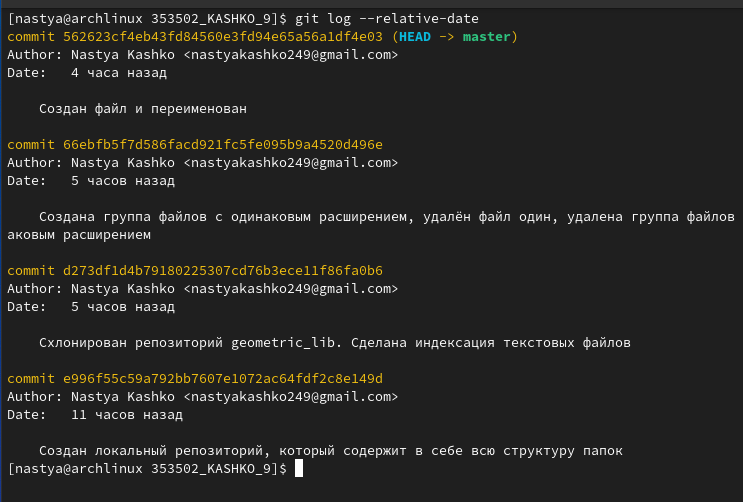 [nastya@archlinux 353502_KASHKO_9]$ git log --relative-date
commit 562623cf4eb43fd84560e3fd94e65a56a1df4e03 (HEAD -> master)
Author: Nastya Kashko <nastyakashko249@gmail.com>
Date:   4 часа назад
Создан файл и переименован
commit 66ebfb5f7d586facd921fc5fe095b9a4520d496e
Author: Nastya Kashko <nastyakashko249@gmail.com>
Date:   5 часов назад
Создана группа файлов с одинаковым расширением, удалён файл один, удалена группа файлов
аковым расширением
commit d273df1d4b79180225307cd76b3ece11f86fa0b6
Author: Nastya Kashko <nastyakashko249@gmail.com>
Date:   5 часов назад
Схлонирован репозиторий geometric_lib. Сделана индексация текстовых файлов
commit e996f55c59a792bb7607e1072ac64fdf2c8e149d
Author: Nastya Kashko <nastyakashko249@gmail.com>
Date:   11 часов назад
Создан локальный репозиторий, который содержит в себе всю структуру папок
[nastya@archlinux 353502_KASHKO_9]$